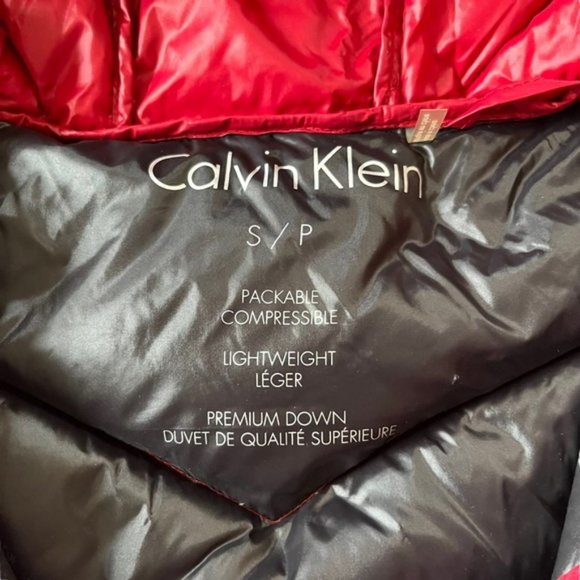 Calvin Klein
S / P
PACKABLE
COMPRESSIBLE
LIGHTWEIGHT
LÉGER
PREMIUM DOWN
DUVET DE QUALITÉ SUPÉRIEURE